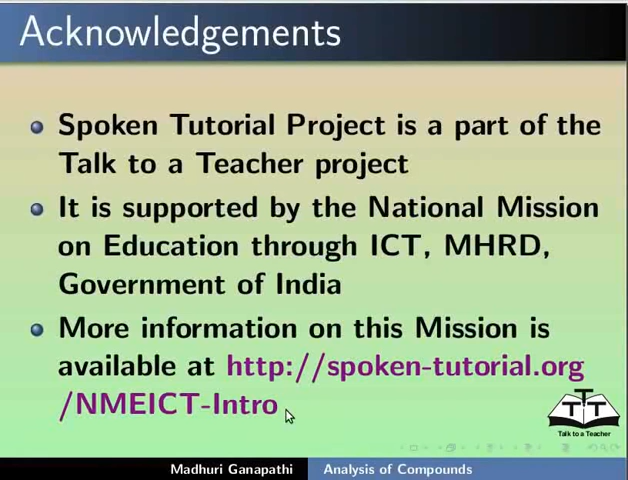 Acknowledgements
Spoken Tutorial Project is a part of the
Talk to a Teacher project
It is supported by the National Mission
on Education through ICT, MHRD,
Government of India
More information on this Mission is
available at http://spoken-tutorial.org
/NMEICT-Intro
TTT
Talk to a Teacher
Madhuri Ganapathi Analysis of Compounds